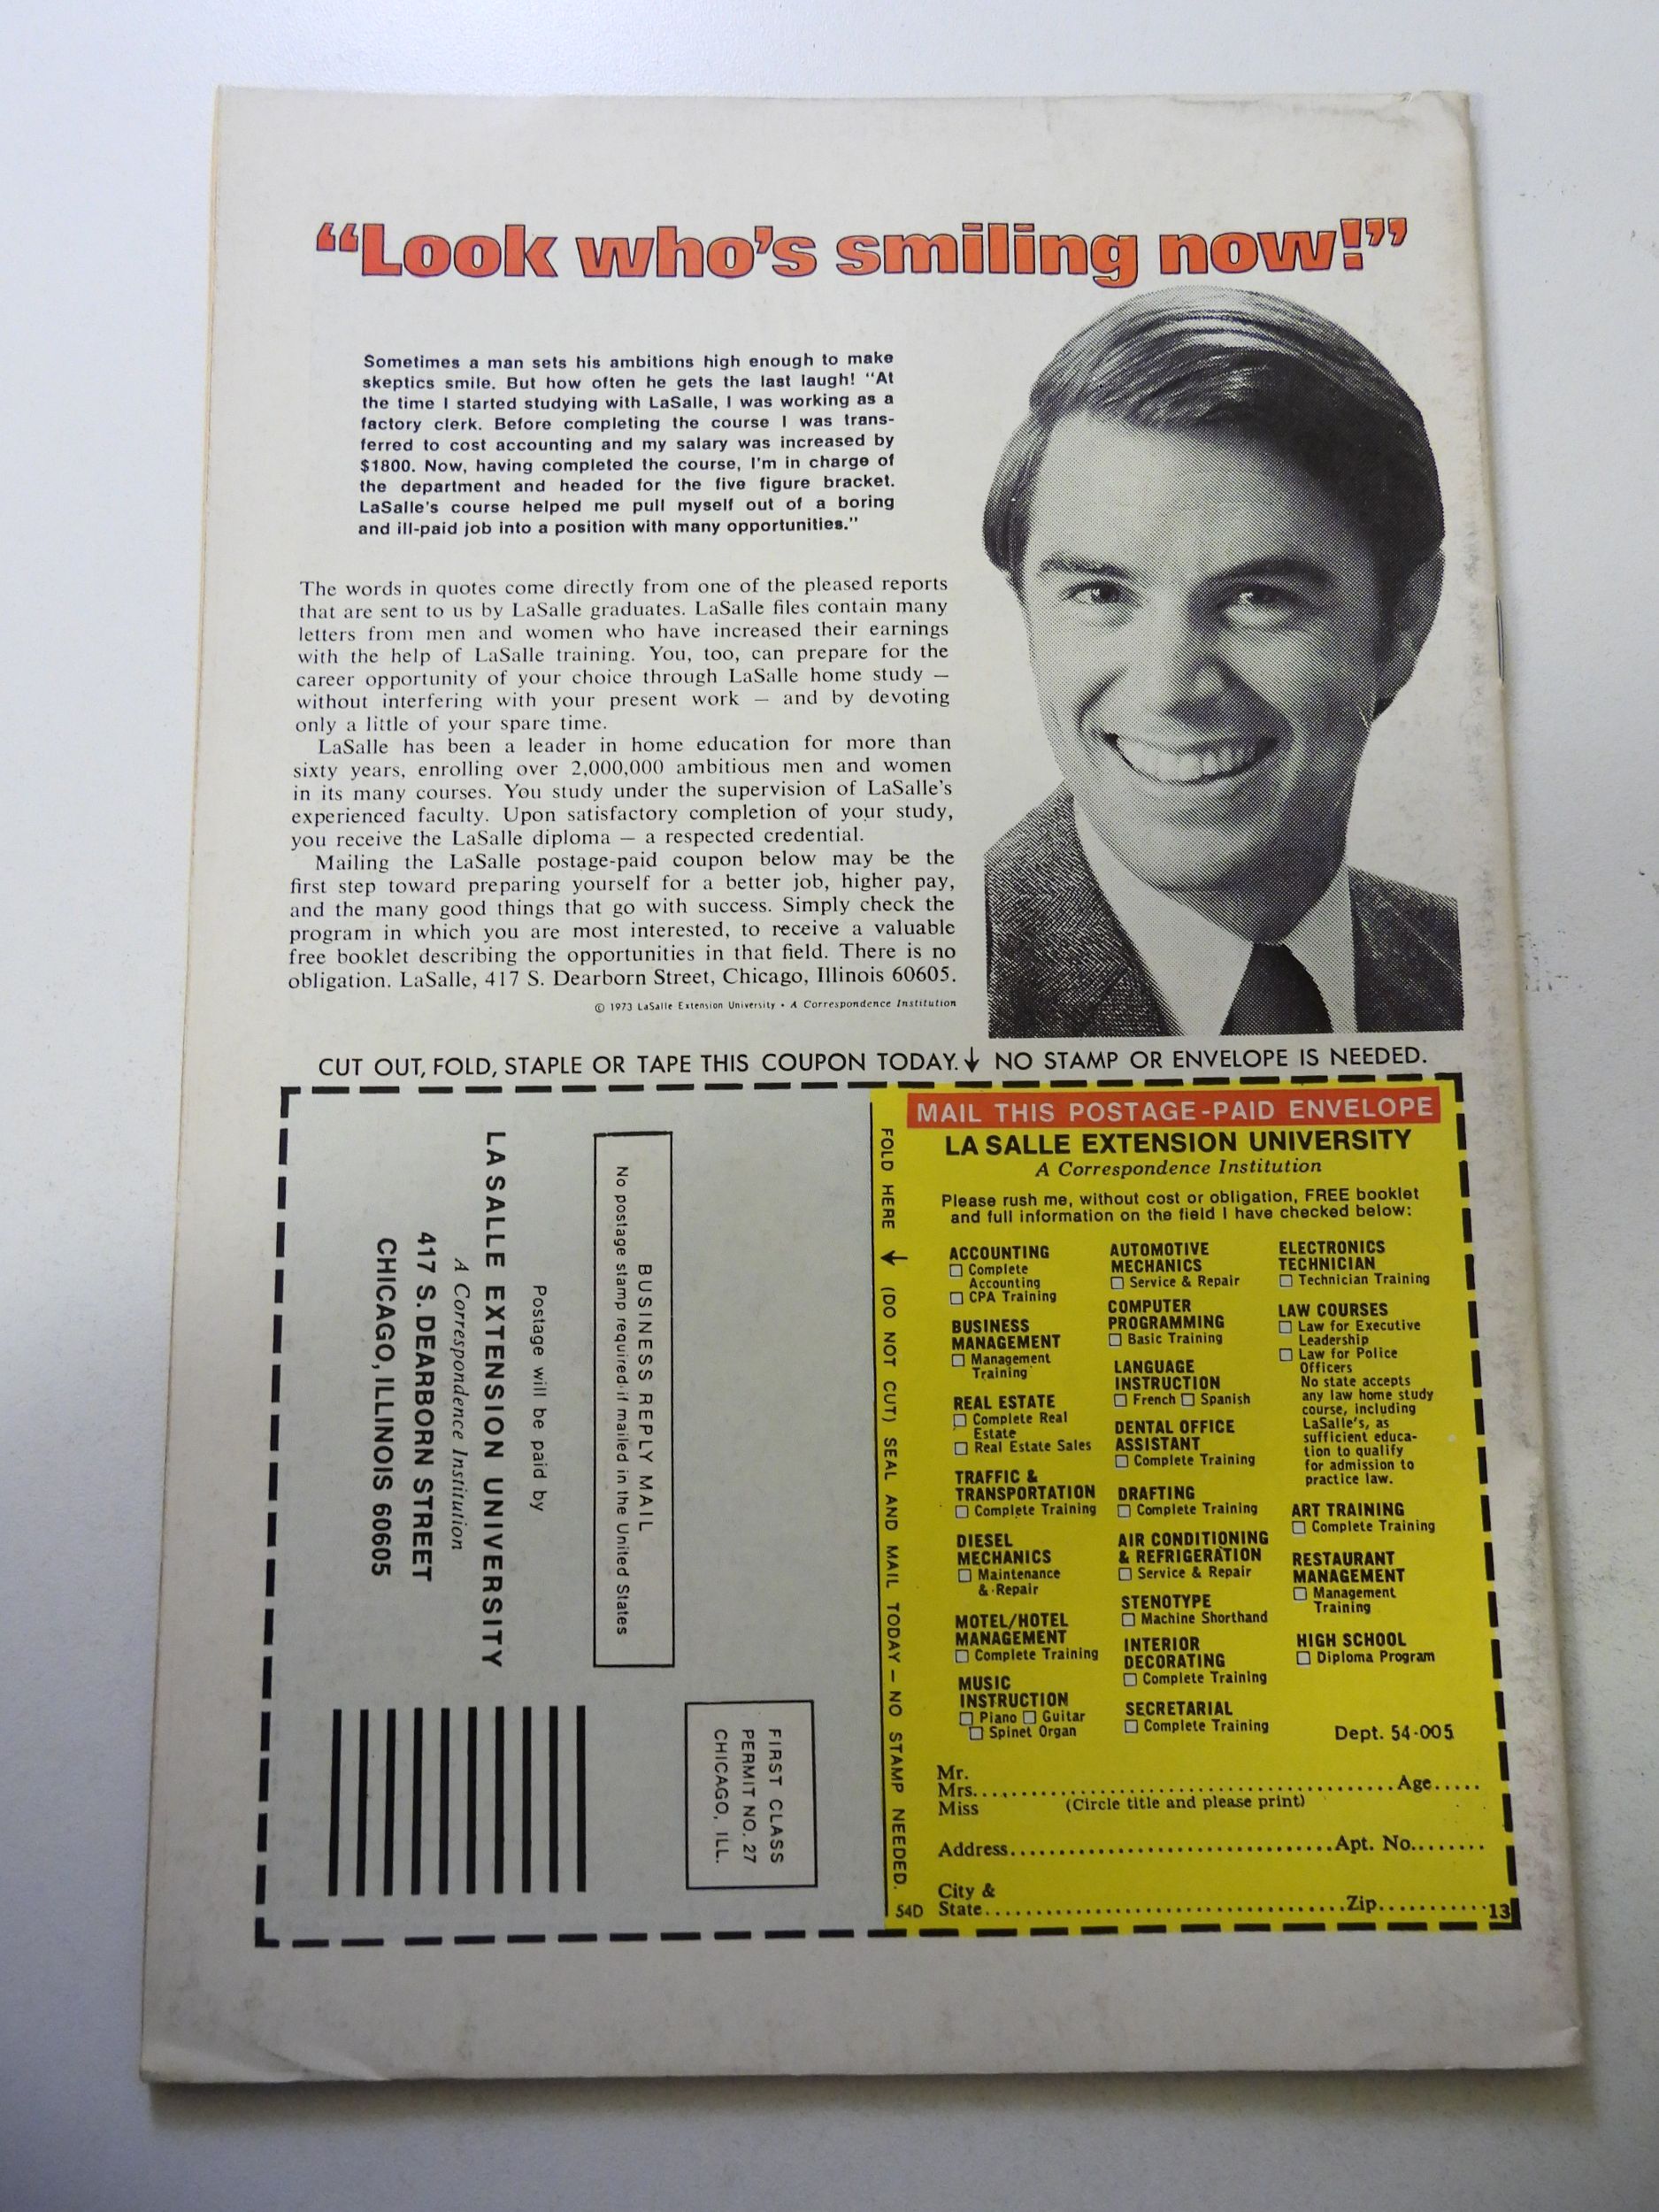 “Look who’s smiling now!”
Sometimes a man sets his ambitions high enough to make
skeptics smile. But how often he gets the last laugh! “At
the time I started studying with LaSalle, I was working as a
factory clerk. Before completing the course I was trans-
ferred to cost accounting and my salary was increased by
$1800. Now, having completed the course, I'm in charge of
the department and headed for the five figure bracket.
LaSalle's course helped me pull myself out of a boring
and ill-paid job into a position with many opportunities.”
The words in quotes come directly from one of the pleased reports
that are sent to us by LaSalle graduates. LaSalle files contain many
letters from men and women who have increased their earnings
with the help of LaSalle training. You, too, can prepare for the
career opportunity of your choice through LaSalle home study —
without interfering with your present work — and by devoting
only a little of your spare time.
LaSalle has been a leader in home education for more than
sixty years, enrolling over 2,000,000 ambitious men and women
in its many courses. You study under the supervision of LaSalle's
experienced faculty. Upon satisfactory completion of your study,
you receive the LaSalle diploma — a respected credential.
Mailing the LaSalle postage-paid coupon below may be the
first step toward preparing yourself for a better job, higher pay,
and the many good things that go with success. Simply check the
program in which you are most interested, to receive a valuable
free booklet describing the opportunities in that field. There is no
obligation. LaSalle, 417 S. Dearborn Street, Chicago, Illinois 60605.
© 1973 LaSalle Extension University • A Correspondence Institution
CUT OUT, FOLD, STAPLE OR TAPE THIS COUPON TODAY. ↓ NO STAMP OR ENVELOPE IS NEEDED.
FIRST CLASS
PERMIT NO. 27
CHICAGO, ILL.
BUSINESS REPLY MAIL
No postage stamp required if mailed in the United States
Postage will be paid by
LA SALLE EXTENSION UNIVERSITY
A Correspondence Institution
417 S. DEARBORN STREET
CHICAGO, ILLINOIS 60605
FOLD HERE ↓ (DO NOT CUT) SEAL AND MAIL TODAY – NO STAMP NEEDED.
MAIL THIS POSTAGE-PAID ENVELOPE
LA SALLE EXTENSION UNIVERSITY
A Correspondence Institution
Please rush me, without cost or obligation, FREE booklet
and full information on the field I have checked below:
ACCOUNTING
☐ Complete
Accounting
☐ CPA Training
BUSINESS
MANAGEMENT
☐ Management
Training
REAL ESTATE
☐ Complete Real
Estate
☐ Real Estate Sales
TRAFFIC &
TRANSPORTATION
☐ Complete Training
DIESEL
MECHANICS
☐ Maintenance
& Repair
MOTEL/HOTEL
MANAGEMENT
☐ Complete Training
MUSIC
INSTRUCTION
☐ Piano ☐ Guitar
☐ Spinet Organ
AUTOMOTIVE
MECHANICS
☐ Service & Repair
COMPUTER
PROGRAMMING
☐ Basic Training
LANGUAGE
INSTRUCTION
☐ French ☐ Spanish
DENTAL OFFICE
ASSISTANT
☐ Complete Training
DRAFTING
☐ Complete Training
AIR CONDITIONING
& REFRIGERATION
☐ Service & Repair
STENOTYPE
☐ Machine Shorthand
INTERIOR
DECORATING
☐ Complete Training
SECRETARIAL
☐ Complete Training
ELECTRONICS
TECHNICIAN
☐ Technician Training
LAW COURSES
☐ Law for Executive
Leadership
☐ Law for Police
Officers
No state accepts
any law home study
course, including
LaSalle's, as
sufficient educa-
tion to qualify
for admission to
practice law.
ART TRAINING
☐ Complete Training
RESTAURANT
MANAGEMENT
☐ Management
Training
HIGH SCHOOL
☐ Diploma Program
Dept. 54-005
Mr.
Mrs. Age
Miss (Circle title and please print)
Address Apt. No.
City &
State Zip 13
54D